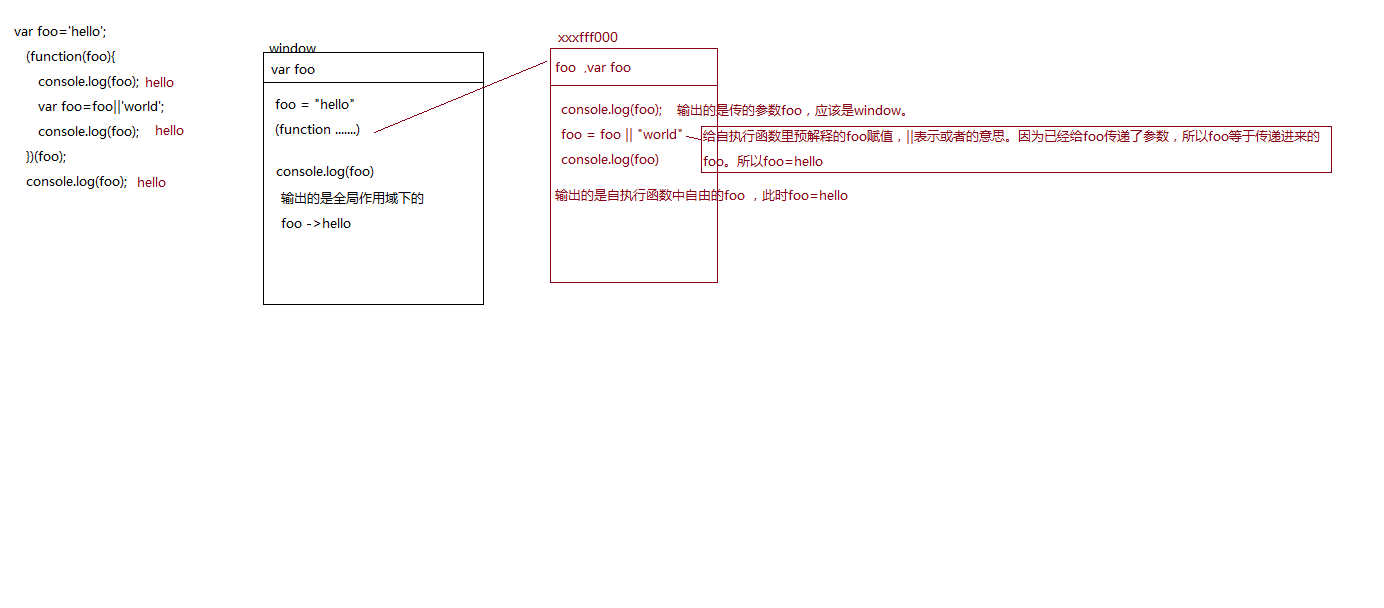 var foo='hello';
(function(foo){
console.log(foo); hello
var foo=foo||'world';
console.log(foo); hello
})(foo);
console.log(foo); hello
window
var foo
foo = "hello"
(function .......)
console.log(foo)
输出的是全局作用域下的
foo ->hello
xxxfff000
foo ,var foo
console.log(foo); 输出的是传的参数foo，应该是window。
foo = foo || "world"
给自执行函数里预解释的foo赋值，||表示或者的意思。因为已经给foo传递了参数，所以foo等于传递进来的
foo。所以foo=hello
console.log(foo)
输出的是自执行函数中自由的foo ，此时foo=hello